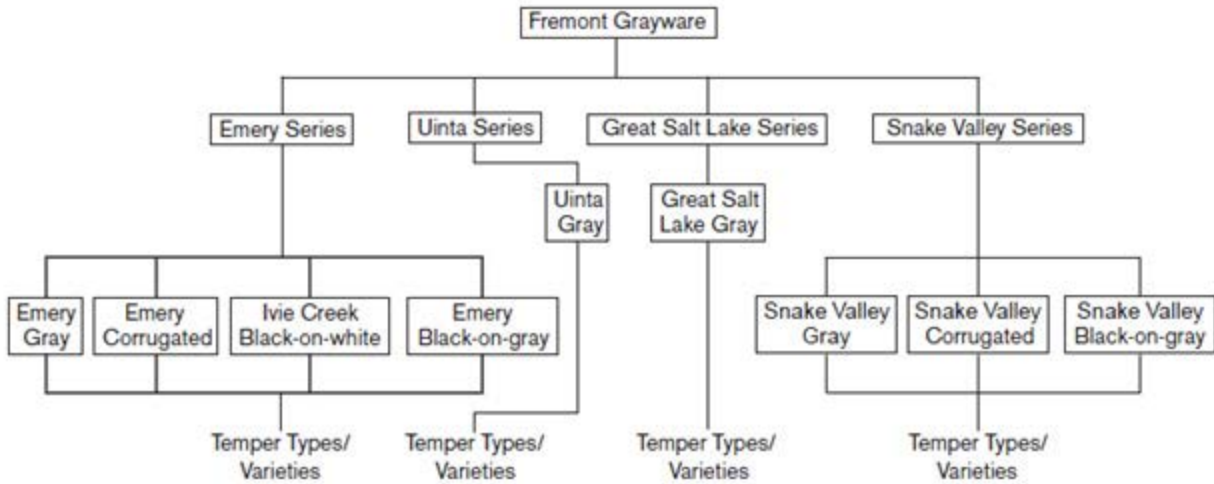 Fremont Grayware
Emery Series
Uinta Series
Great Salt Lake Series
Snake Valley Series
Uinta
Gray
Great Salt
Lake Gray
Emery
Gray
Emery
Corrugated
Ivie Creek
Black-on-white
Emery
Black-on-gray
Snake Valley
Gray
Snake Valley
Corrugated
Snake Valley
Black-on-gray
Temper Types/
Varieties
Temper Types/
Varieties
Temper Types/
Varieties
Temper Types/
Varieties